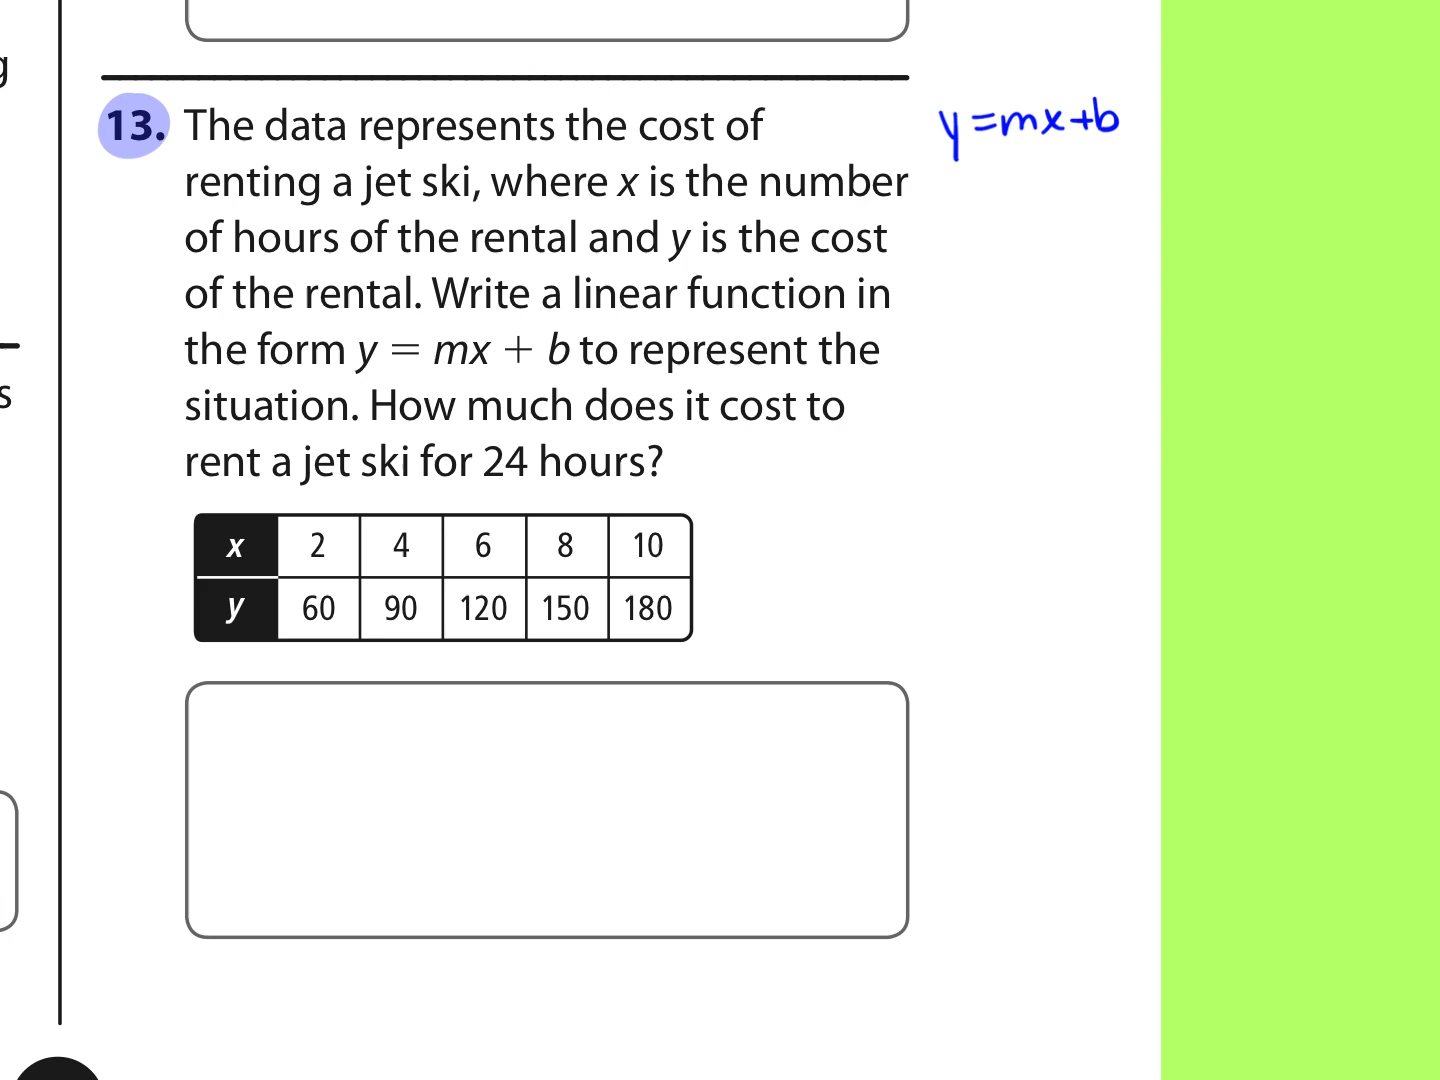 g
13. The data represents the cost of
y = mx + b
renting a jet ski, where x is the number
of hours of the rental and y is the cost
of the rental. Write a linear function in
the form y = mx + b to represent the
s
situation. How much does it cost to
rent a jet ski for 24 hours?
x 2 4 6 8 10
y 60 90 120 150 180